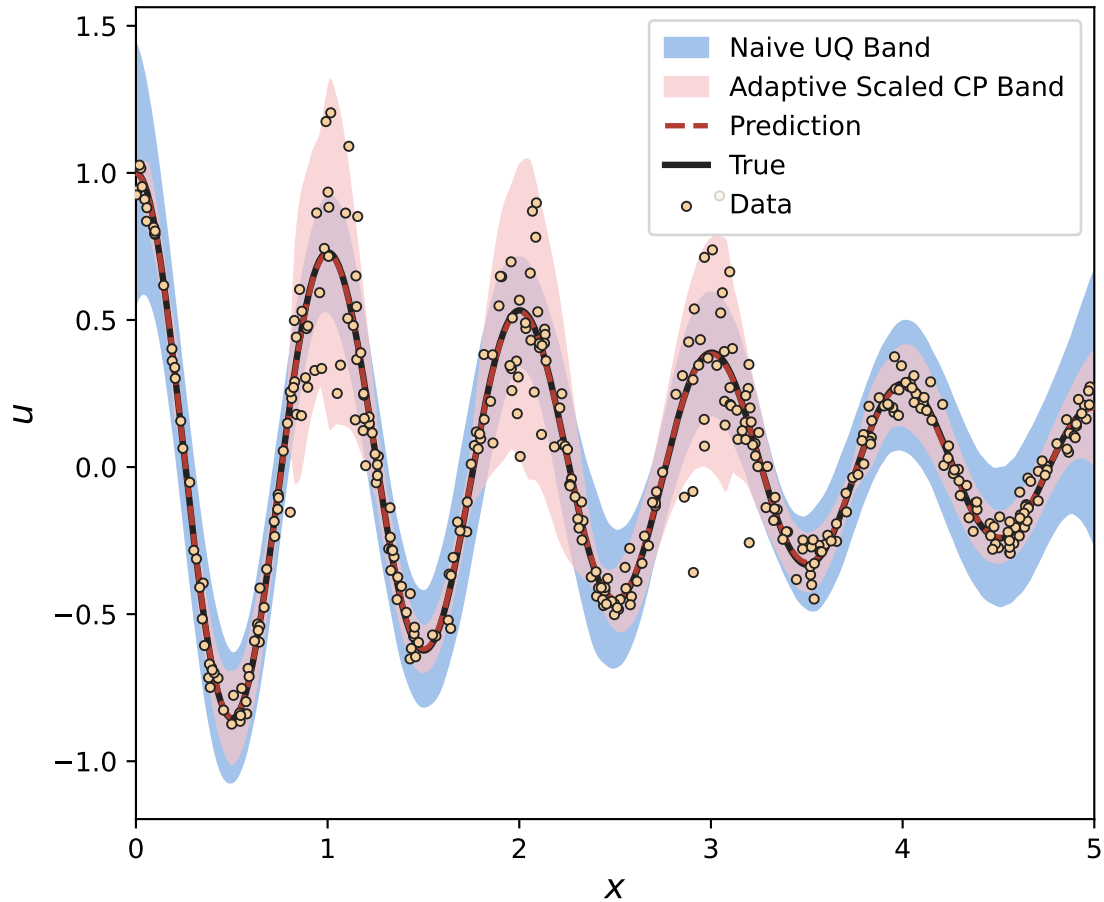 1.5
Naive UQ Band
Adaptive Scaled CP Band
Prediction
True
Data
1.0
0.5
0.0
−0.5
−1.0
u
0 1 2 3 4 5
x